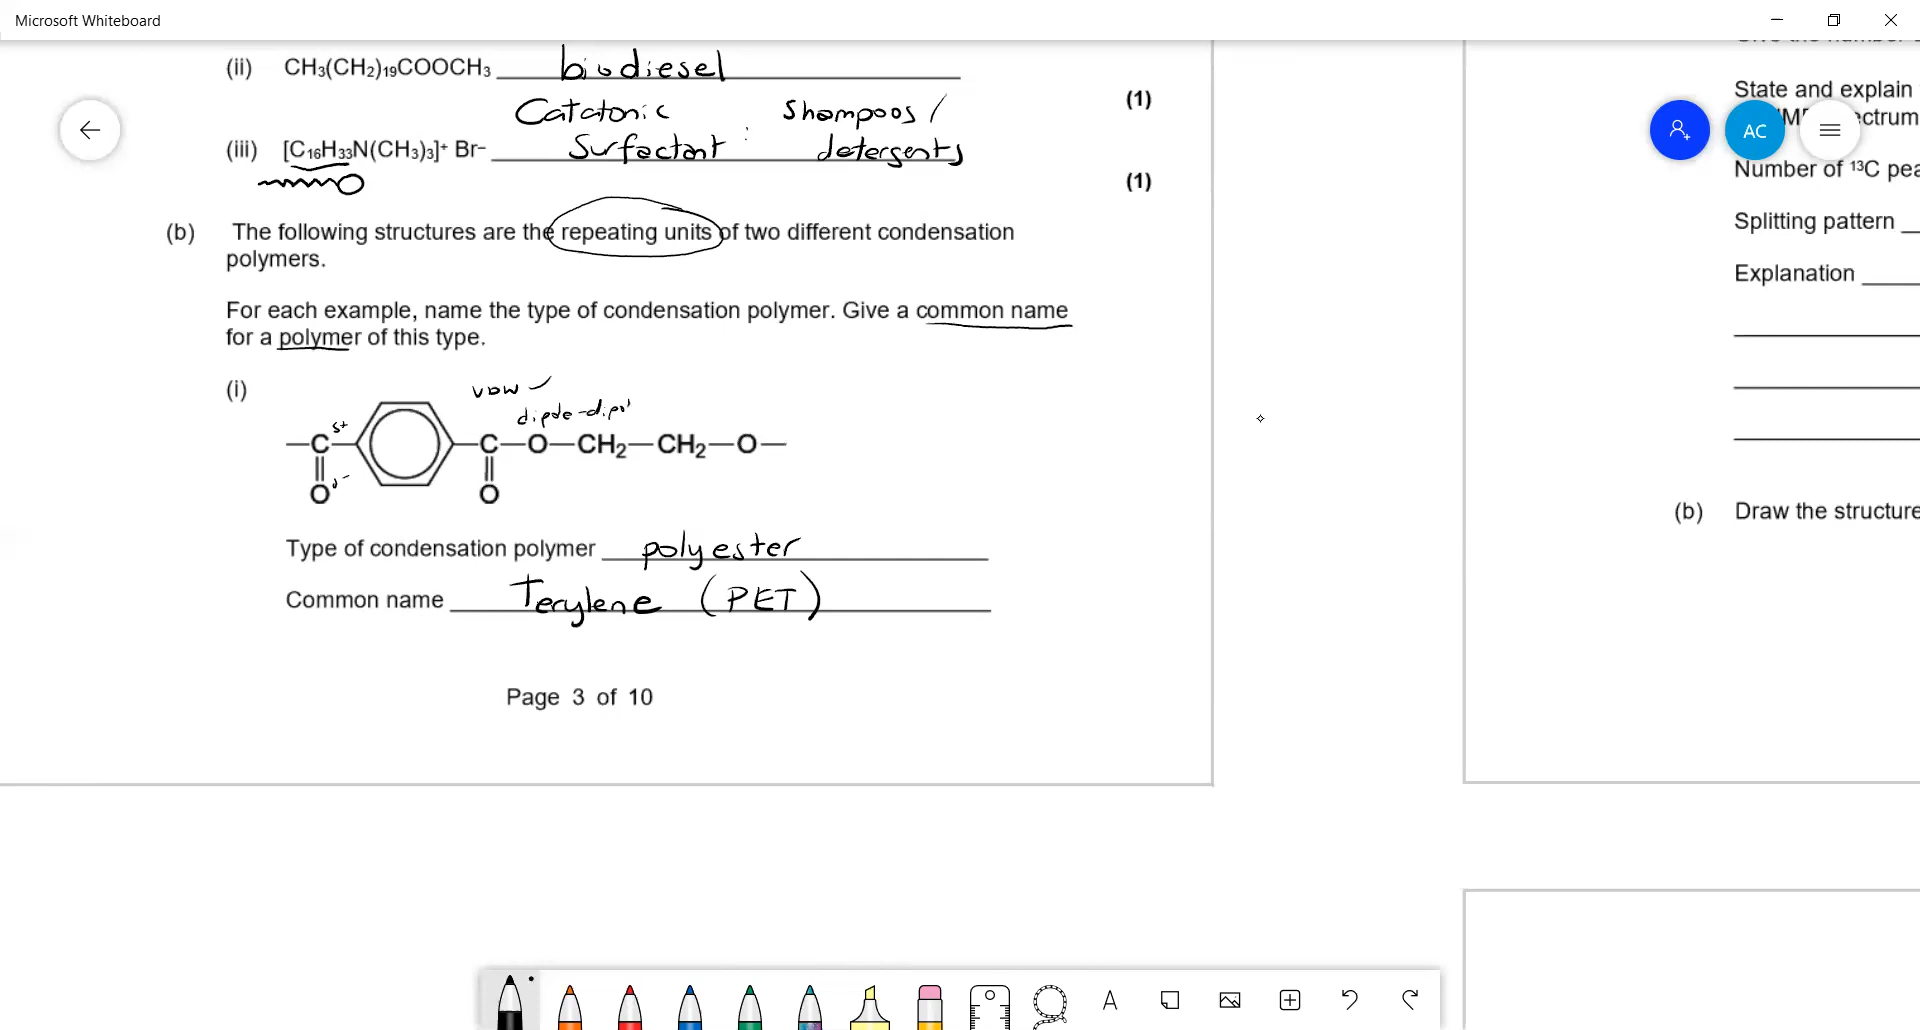 Microsoft Whiteboard
(ii) CH₃(CH₂)₁₉COOCH₃ biodiesel
(1)
Catatonic Shampoos /
(iii) [C₁₆H₃₃N(CH₃)₃]⁺ Br⁻ Surfactant : detergents
(1)
(b) The following structures are the repeating units of two different condensation
polymers.
For each example, name the type of condensation polymer. Give a common name
for a polymer of this type.
(i)
VDW
dipole-dipol
δ+
—C— —C—O—CH₂—CH₂—O—
δ-
O O
Type of condensation polymer polyester
Common name Terylene (PET)
Page 3 of 10
State and explain
AC
Number of ¹³C pea
Splitting pattern
Explanation
(b) Draw the structure
A